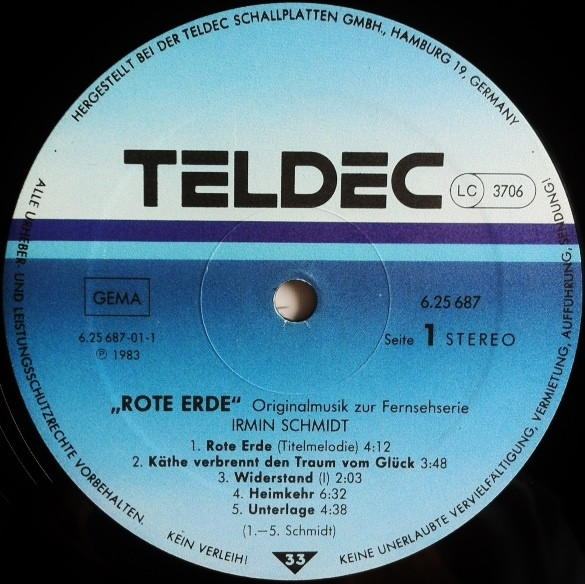 HERGESTELLT BEI DER TELDEC SCHALLPLATTEN GMBH., HAMBURG 19, GERMANY
TELDEC
LC 3706
GEMA
6.25 687
6.25 687-01-1
℗ 1983
Seite 1 STEREO
„ROTE ERDE“ Originalmusik zur Fernsehserie
IRMIN SCHMIDT
1. Rote Erde (Titelmelodie) 4:12
2. Käthe verbrennt den Traum vom Glück 3:48
3. Widerstand (I) 2:03
4. Heimkehr 6:32
5. Unterlage 4:38
(1.–5. Schmidt)
33
ALLE URHEBER- UND LEISTUNGSSCHUTZRECHTE VORBEHALTEN. KEIN VERLEIH! KEINE UNERLAUBTE VERVIELFÄLTIGUNG, VERMIETUNG, AUFFÜHRUNG, SENDUNG!